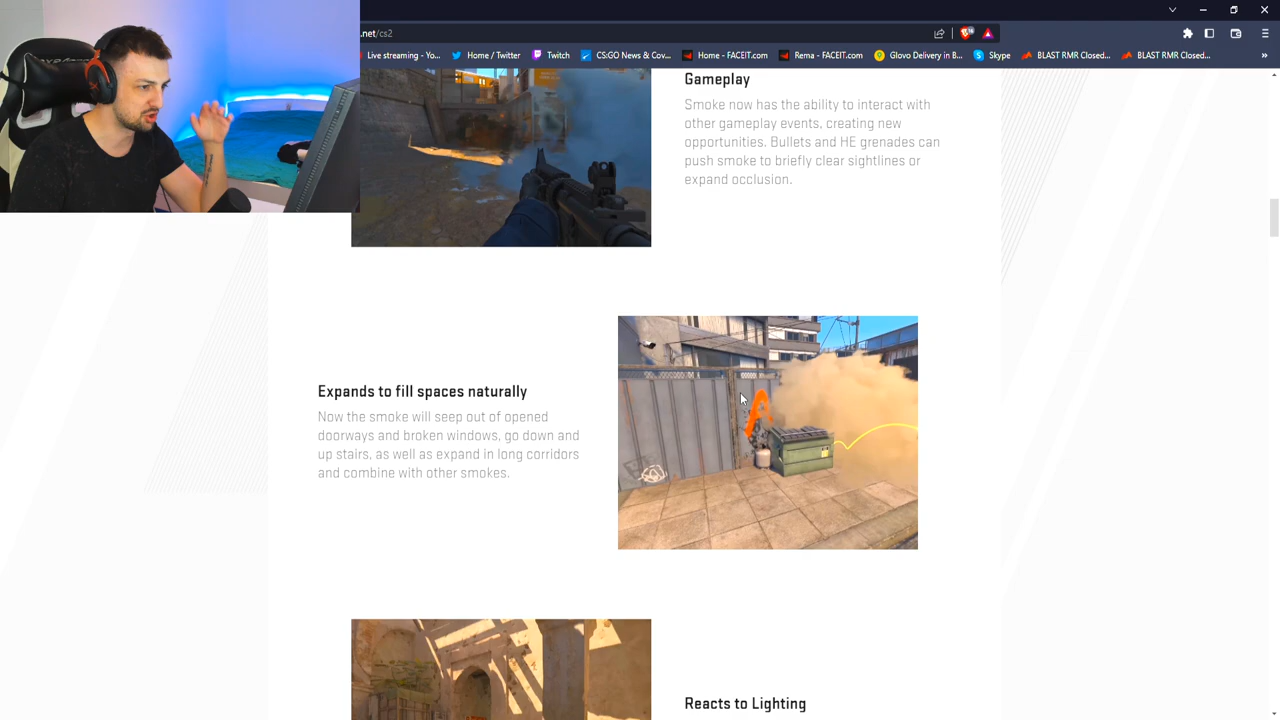 .net/cs2
Live streaming - Yo... Home / Twitter Twitch CS:GO News & Cov... Home - FACEIT.com Rema - FACEIT.com Glovo Delivery in B... Skype BLAST RMR Closed... BLAST RMR Closed... »
Gameplay
Smoke now has the ability to interact with
other gameplay events, creating new
opportunities. Bullets and HE grenades can
push smoke to briefly clear sightlines or
expand occlusion.
Expands to fill spaces naturally
Now the smoke will seep out of opened
doorways and broken windows, go down and
up stairs, as well as expand in long corridors
and combine with other smokes.
Reacts to Lighting